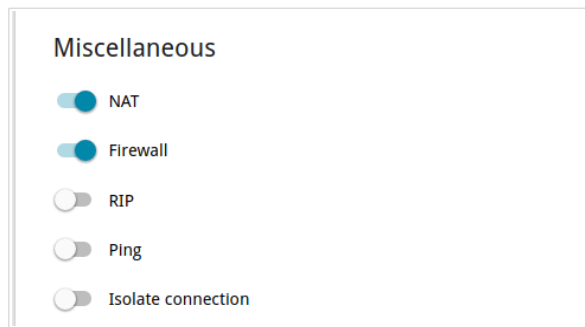 Miscellaneous
NAT
Firewall
RIP
Ping
Isolate connection